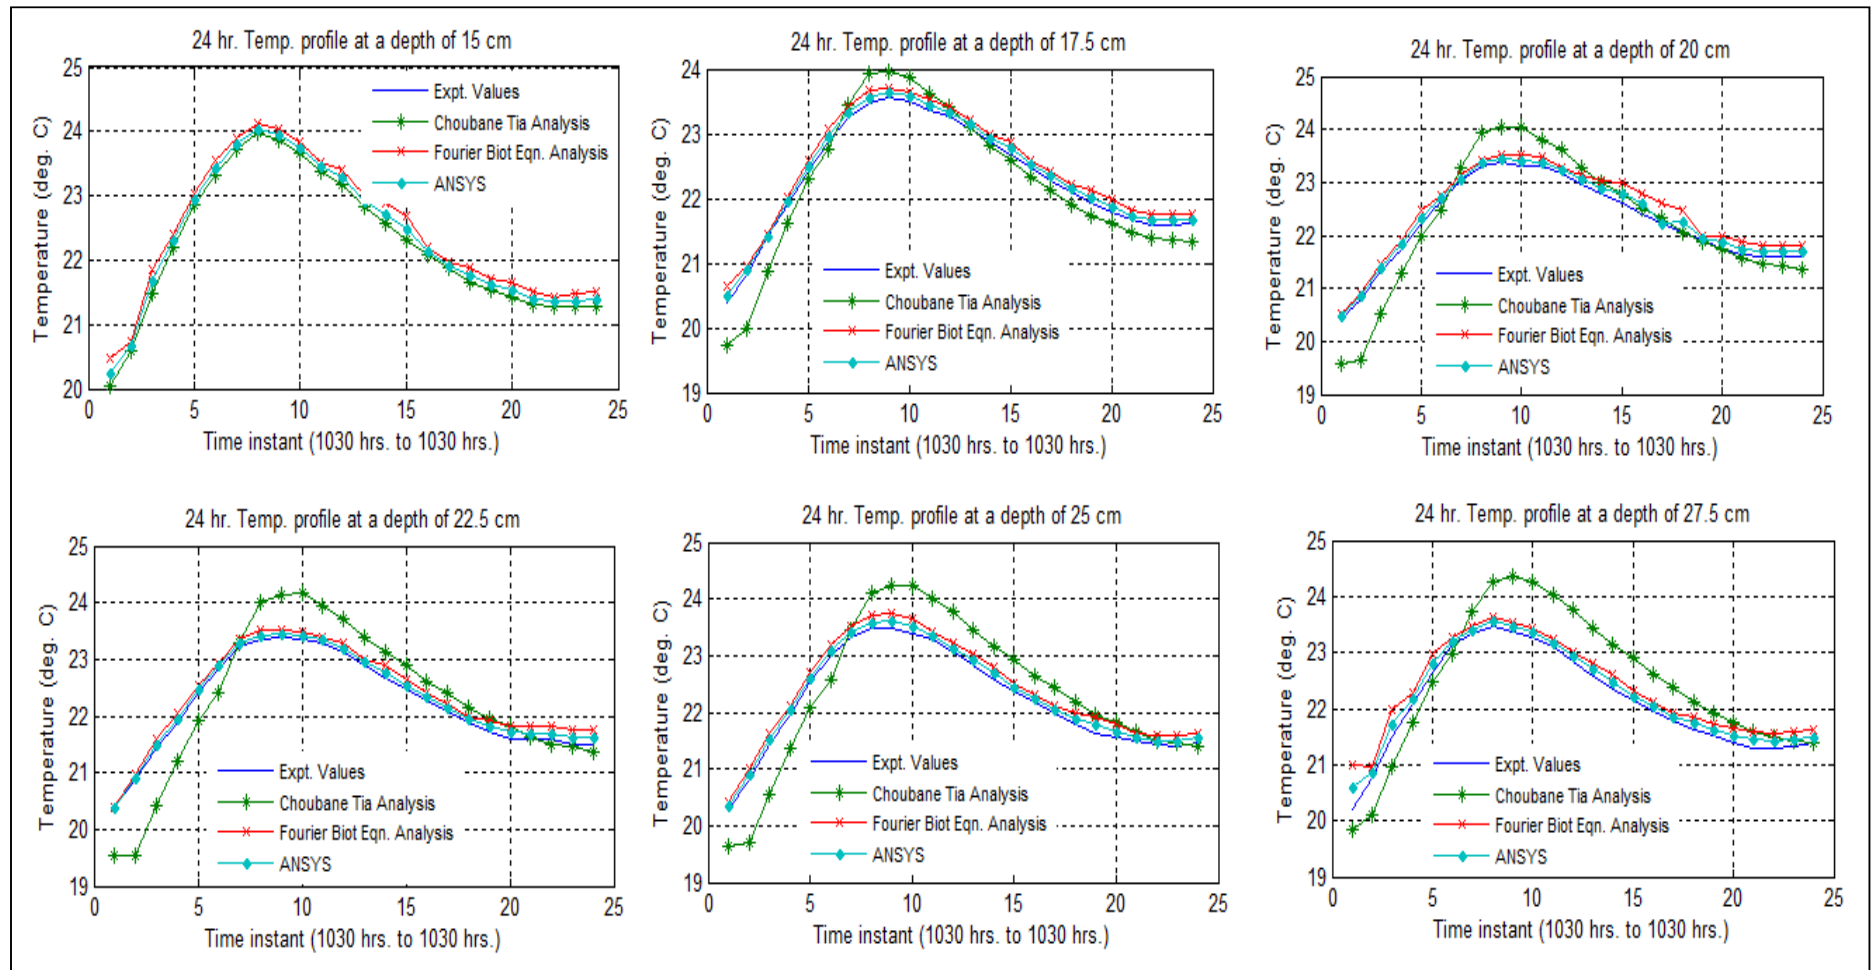 24 hr. Temp. profile at a depth of 15 cm
25
24
23
22
21
20
0
5
10
15
20
25
Temperature (deg. C)
Time instant (1030 hrs. to 1030 hrs.)
Expt. Values
Choubane Tia Analysis
Fourier Biot Eqn. Analysis
ANSYS
24 hr. Temp. profile at a depth of 17.5 cm
24
23
22
21
20
19
0
5
10
15
20
25
Temperature (deg. C)
Time instant (1030 hrs. to 1030 hrs.)
Expt. Values
Choubane Tia Analysis
Fourier Biot Eqn. Analysis
ANSYS
24 hr. Temp. profile at a depth of 20 cm
25
24
23
22
21
20
19
0
5
10
15
20
25
Temperature (deg. C)
Time instant (1030 hrs. to 1030 hrs.)
Expt. Values
Choubane Tia Analysis
Fourier Biot Eqn. Analysis
ANSYS
24 hr. Temp. profile at a depth of 22.5 cm
25
24
23
22
21
20
19
0
5
10
15
20
25
Temperature (deg. C)
Time instant (1030 hrs. to 1030 hrs.)
Expt. Values
Choubane Tia Analysis
Fourier Biot Eqn. Analysis
ANSYS
24 hr. Temp. profile at a depth of 25 cm
25
24
23
22
21
20
19
0
5
10
15
20
25
Temperature (deg. C)
Time instant (1030 hrs. to 1030 hrs.)
Expt. Values
Choubane Tia Analysis
Fourier Biot Eqn. Analysis
ANSYS
24 hr. Temp. profile at a depth of 27.5 cm
25
24
23
22
21
20
19
0
5
10
15
20
25
Temperature (deg. C)
Time instant (1030 hrs. to 1030 hrs.)
Expt. Values
Choubane Tia Analysis
Fourier Biot Eqn. Analysis
ANSYS